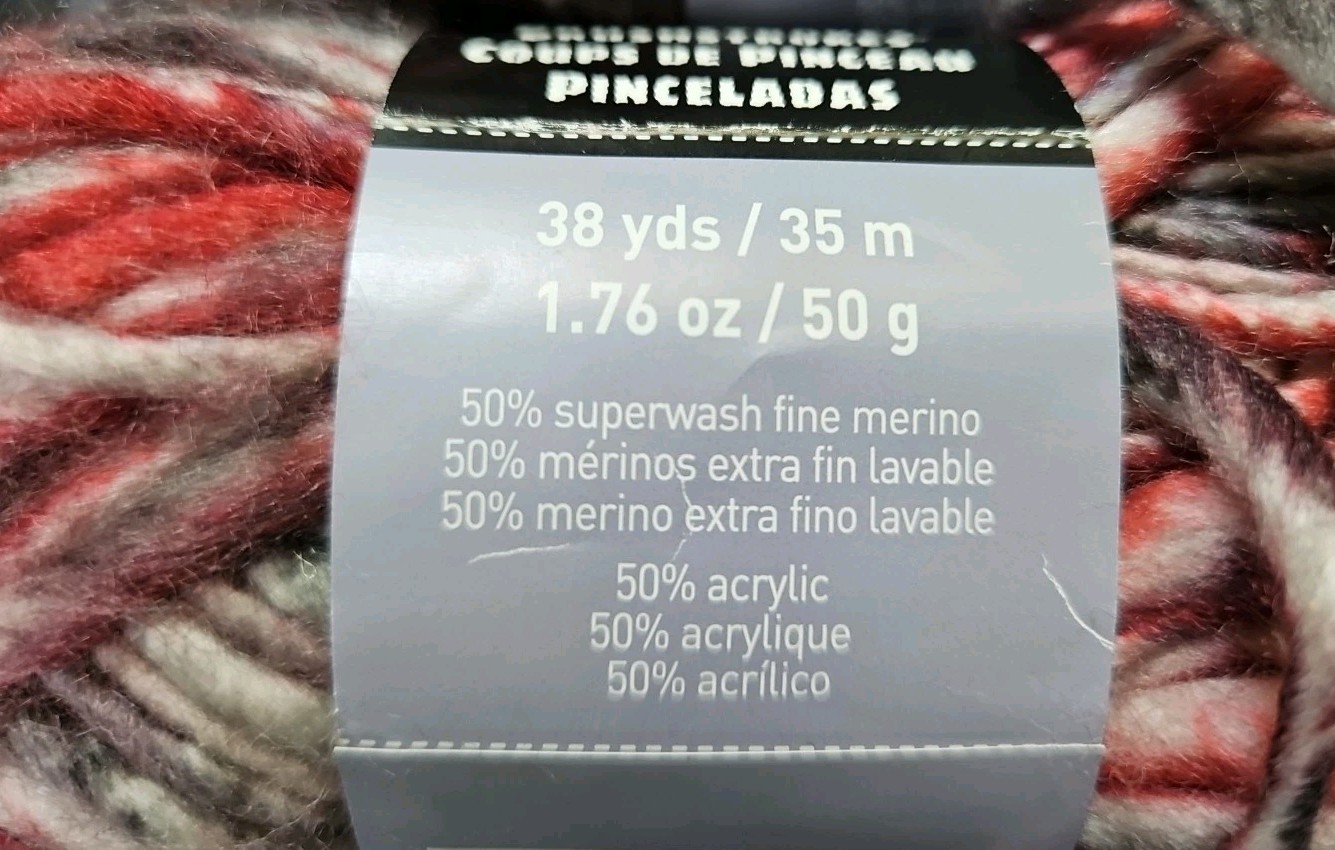 COUPS DE PINCEAU
PINCELADAS
38 yds / 35 m
1.76 oz / 50 g
50% superwash fine merino
50% mérinos extra fin lavable
50% merino extra fino lavable
50% acrylic
50% acrylique
50% acrílico